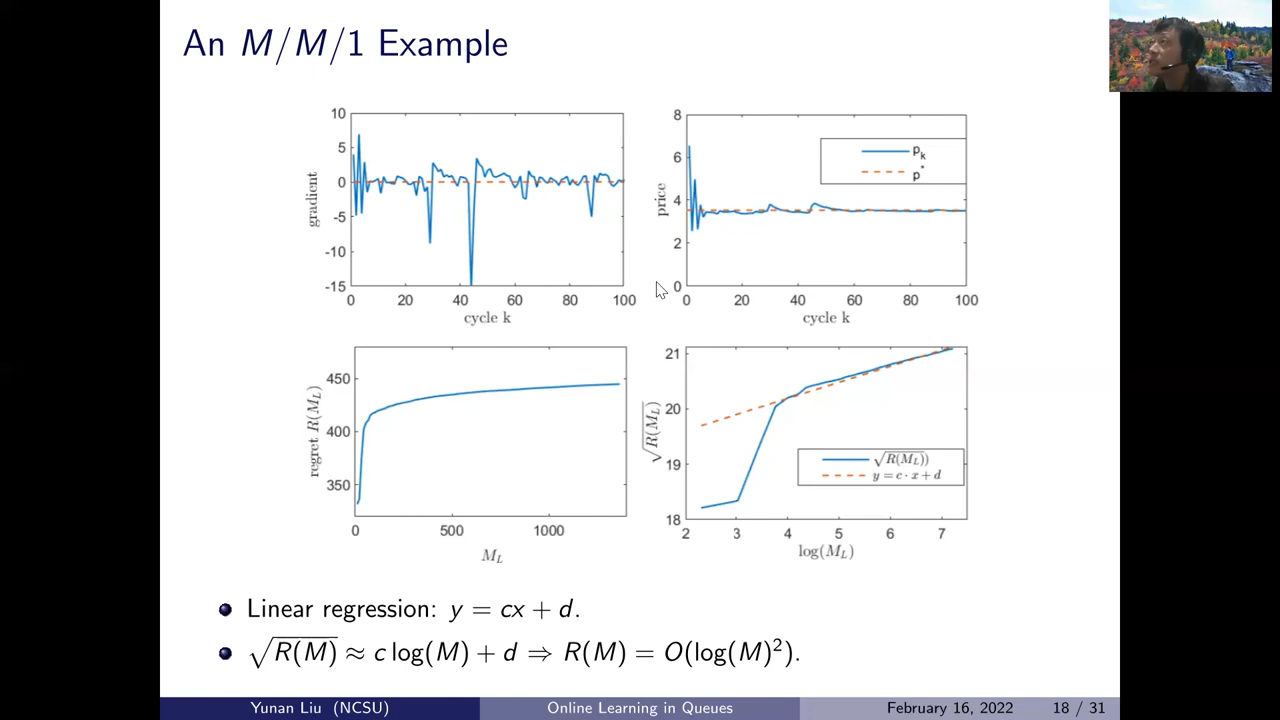 An M/M/1 Example
10
5
0
-5
-10
-15
gradient
0 20 40 60 80 100
cycle k
8
6
4
2
0
price
p_k
p^*
0 20 40 60 80 100
cycle k
450
400
350
regret R(M_L)
0 500 1000
M_L
21
20
19
18
√R(M_L)
√R(M_L))
y = c · x + d
2 3 4 5 6 7
log(M_L)
Linear regression: y = cx + d.
√R(M) ≈ c log(M) + d ⇒ R(M) = O(log(M)²).
Yunan Liu (NCSU) Online Learning in Queues February 16, 2022 18 / 31